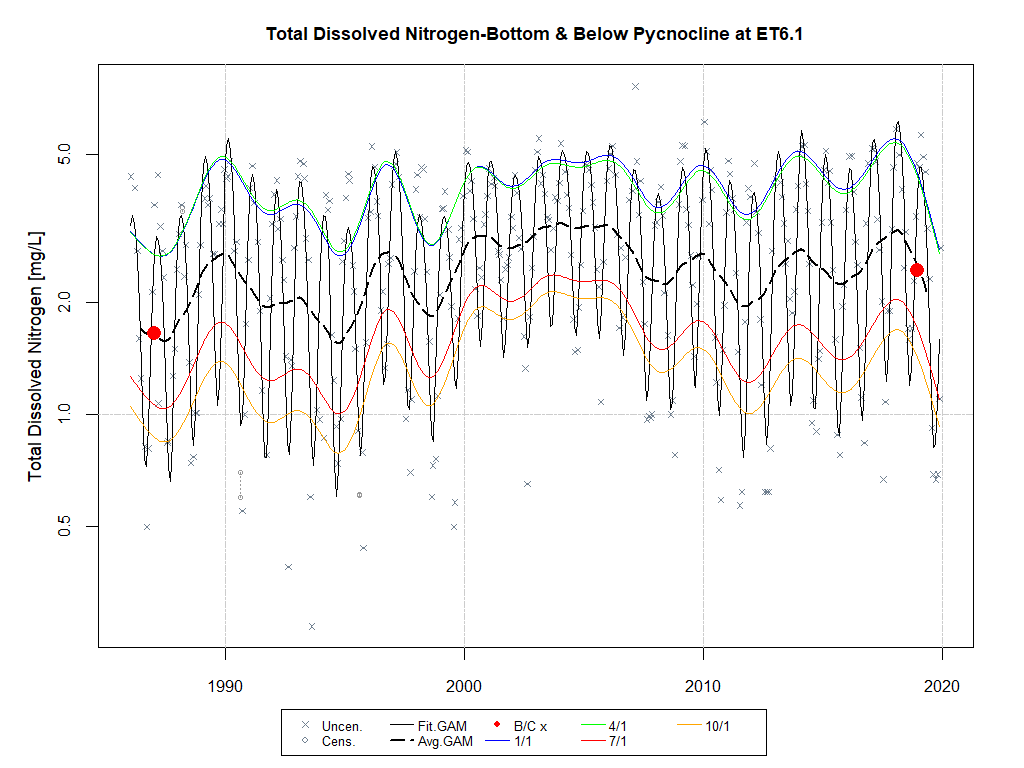 Total Dissolved Nitrogen-Bottom & Below Pycnocline at ET6.1
Total Dissolved Nitrogen [mg/L]
5.0
2.0
1.0
0.5
1990 2000 2010 2020
Uncen. Fit.GAM B/C x 4/1 10/1
Cens. Avg.GAM 1/1 7/1